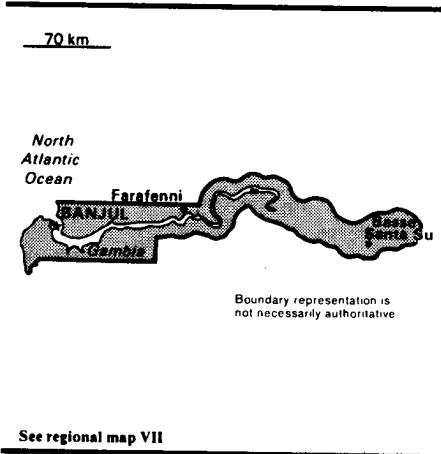 70 km
North
Atlantic
Ocean
Farafenni
BANJUL
Gambia
Basse
Santa Su
Boundary representation is
not necessarily authoritative
See regional map VII